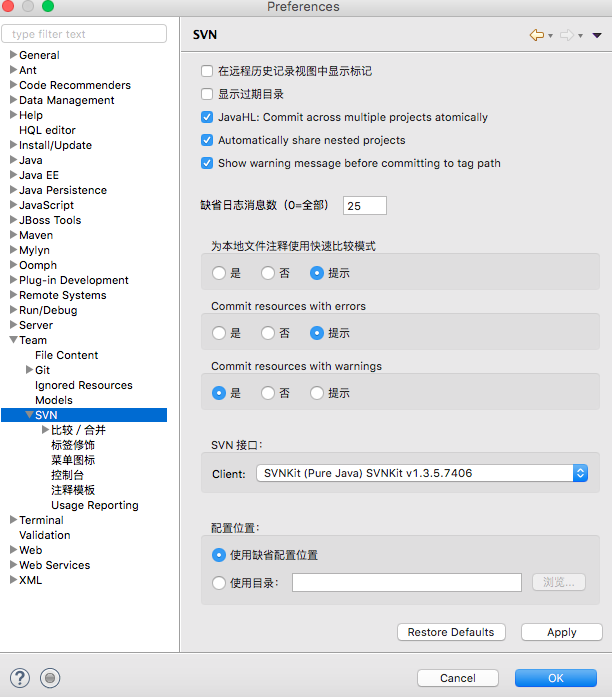 Preferences
type filter text
General
Ant
Code Recommenders
Data Management
Help
HQL editor
Install/Update
Java
Java EE
Java Persistence
JavaScript
JBoss Tools
Maven
Mylyn
Oomph
Plug-in Development
Remote Systems
Run/Debug
Server
Team
File Content
Git
Ignored Resources
Models
SVN
比较 / 合并
标签修饰
菜单图标
控制台
注释模板
Usage Reporting
Terminal
Validation
Web
Web Services
XML
SVN
在远程历史记录视图中显示标记
显示过期目录
JavaHL: Commit across multiple projects atomically
Automatically share nested projects
Show warning message before committing to tag path
缺省日志消息数（0=全部） 25
为本地文件注释使用快速比较模式
是 否 提示
Commit resources with errors
是 否 提示
Commit resources with warnings
是 否 提示
SVN 接口：
Client: SVNKit (Pure Java) SVNKit v1.3.5.7406
配置位置：
使用缺省配置位置
使用目录： 浏览...
Restore Defaults Apply
? Cancel OK